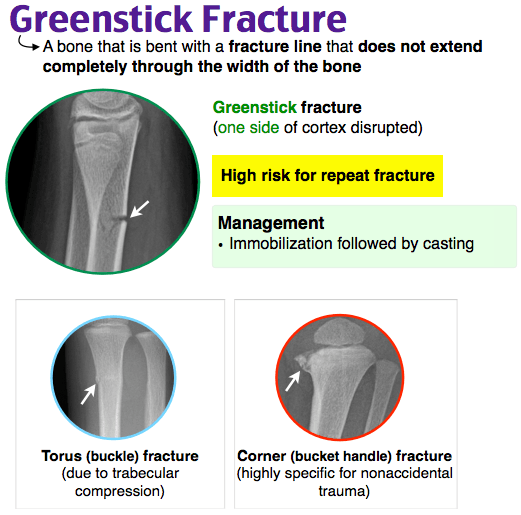 Greenstick Fracture
A bone that is bent with a fracture line that does not extend
completely through the width of the bone
Greenstick fracture
(one side of cortex disrupted)
High risk for repeat fracture
Management
• Immobilization followed by casting
Torus (buckle) fracture
(due to trabecular
compression)
Corner (bucket handle) fracture
(highly specific for nonaccidental
trauma)